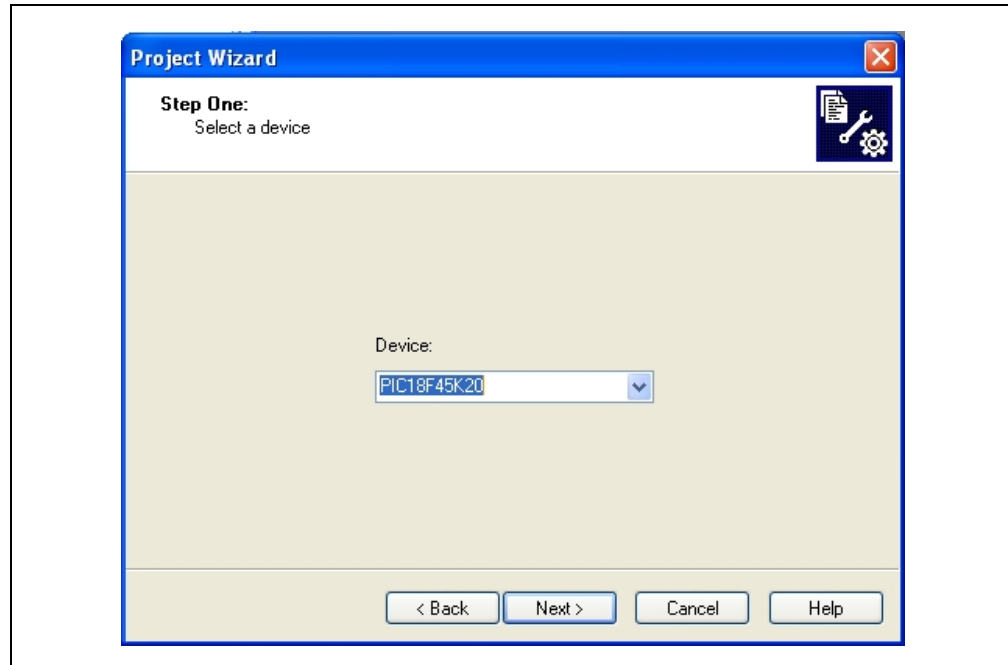 Project Wizard
Step One:
Select a device
Device:
PIC18F45K20
< Back Next > Cancel Help